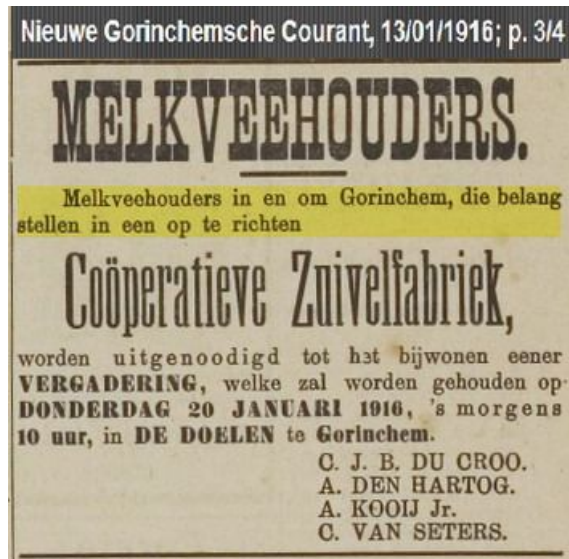 Nieuwe Gorinchemsche Courant, 13/01/1916; p. 3/4
MELKVEEHOUDERS.
Melkveehouders in en om Gorinchem, die belang
stellen in een op te richten
Coöperatieve Zuivelfabriek,
worden uitgenoodigd tot het bijwonen eener
VERGADERING, welke zal worden gehouden op
DONDERDAG 20 JANUARI 1916, 's morgens
10 uur, in DE DOELEN te Gorinchem.
C. J. B. DU CROO.
A. DEN HARTOG.
A. KOOIJ Jr.
C. VAN SETERS.